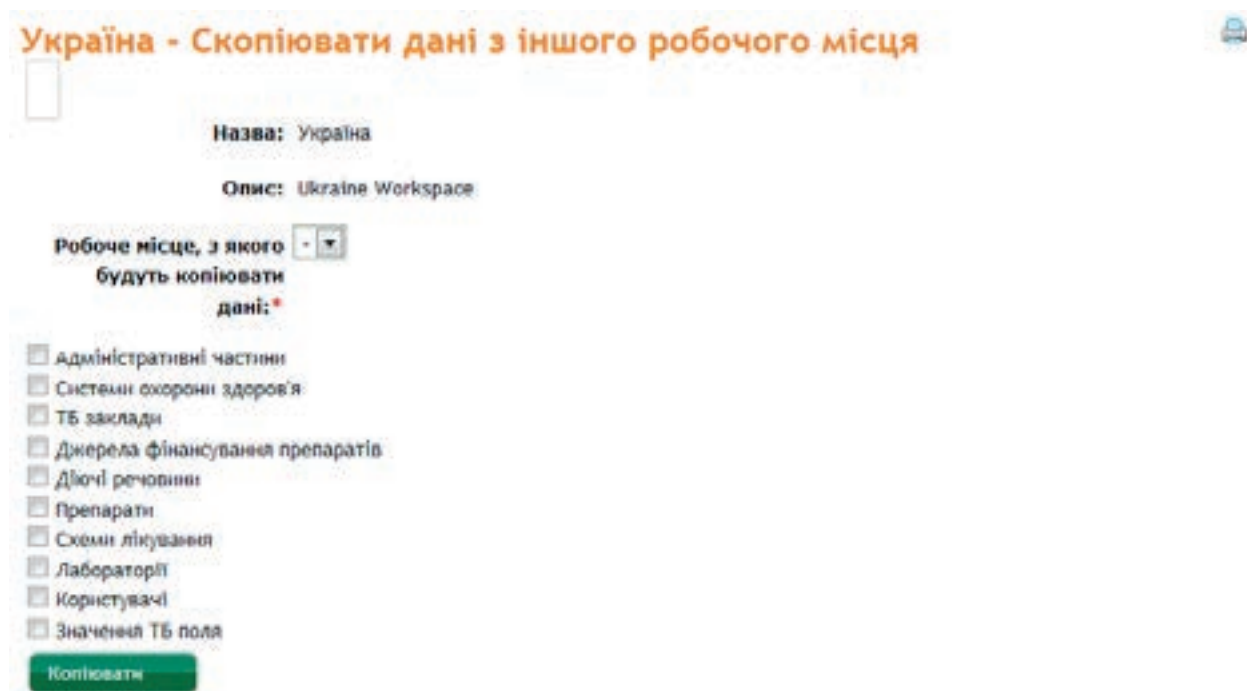 Україна - Скопіювати дані з іншого робочого місця
Назва: Україна
Опис: Ukraine Workspace
Робоче місце, з якого -
будуть копіювати
дані:*
Адміністративні частини
Системи охорони здоров'я
ТБ заклади
Джерела фінансування препаратів
Діючі речовини
Препарати
Схеми лікування
Лабораторії
Користувачі
Значення ТБ поля
Копіювати